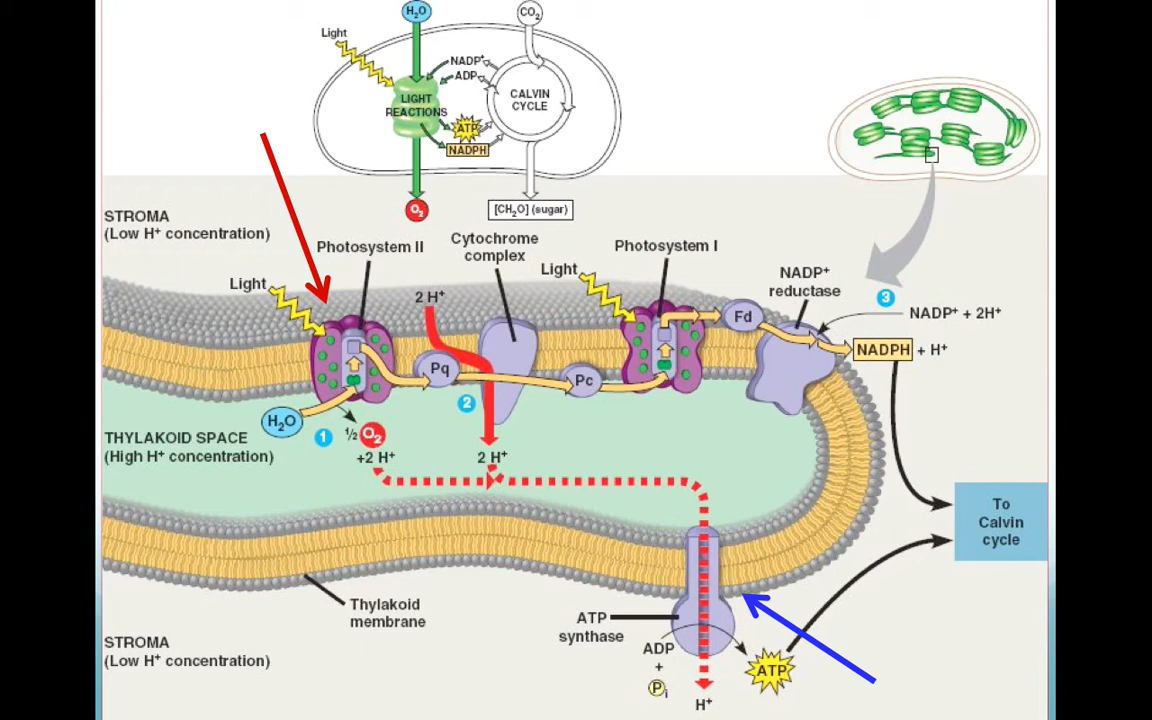 H₂O
CO₂
Light
NADP⁺
ADP
LIGHT
REACTIONS
CALVIN
CYCLE
ATP
NADPH
O₂
[CH₂O] (sugar)
STROMA
(Low H⁺ concentration)
Photosystem II
Cytochrome
complex
Photosystem I
Light
Light
NADP⁺
reductase
2 H⁺
Fd
3
NADP⁺ + 2H⁺
NADPH + H⁺
Pq
Pc
2
H₂O
1
½ O₂
THYLAKOID SPACE
(High H⁺ concentration)
+2 H⁺
2 H⁺
To
Calvin
cycle
Thylakoid
membrane
ATP
synthase
STROMA
(Low H⁺ concentration)
ADP
+
Pᵢ
ATP
H⁺